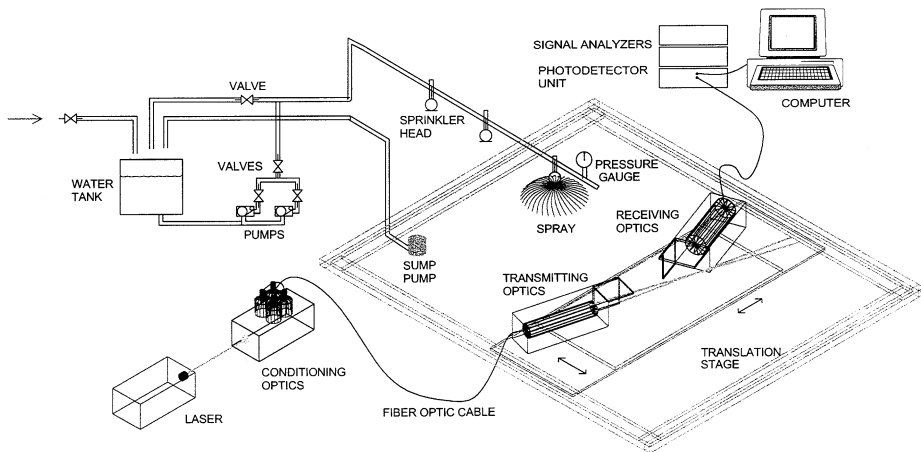 SIGNAL ANALYZERS
PHOTODETECTOR
UNIT
COMPUTER
VALVE
SPRINKLER
HEAD
VALVES
WATER
TANK
PUMPS
PRESSURE
GAUGE
SPRAY
RECEIVING
OPTICS
SUMP
PUMP
TRANSMITTING
OPTICS
CONDITIONING
OPTICS
TRANSLATION
STAGE
LASER
FIBER OPTIC CABLE